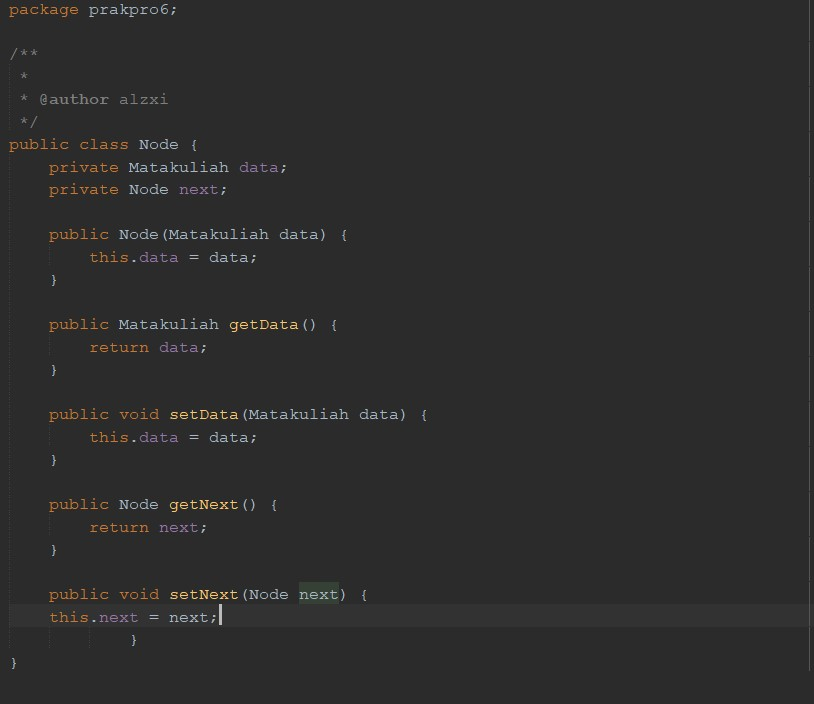 package prakpro6;
/**
 *
 * @author alzxi
 */
public class Node {
    private Matakuliah data;
    private Node next;
    public Node(Matakuliah data) {
        this.data = data;
    }
    public Matakuliah getData() {
        return data;
    }
    public void setData(Matakuliah data) {
        this.data = data;
    }
    public Node getNext() {
        return next;
    }
    public void setNext(Node next) {
    this.next = next;
            }
}